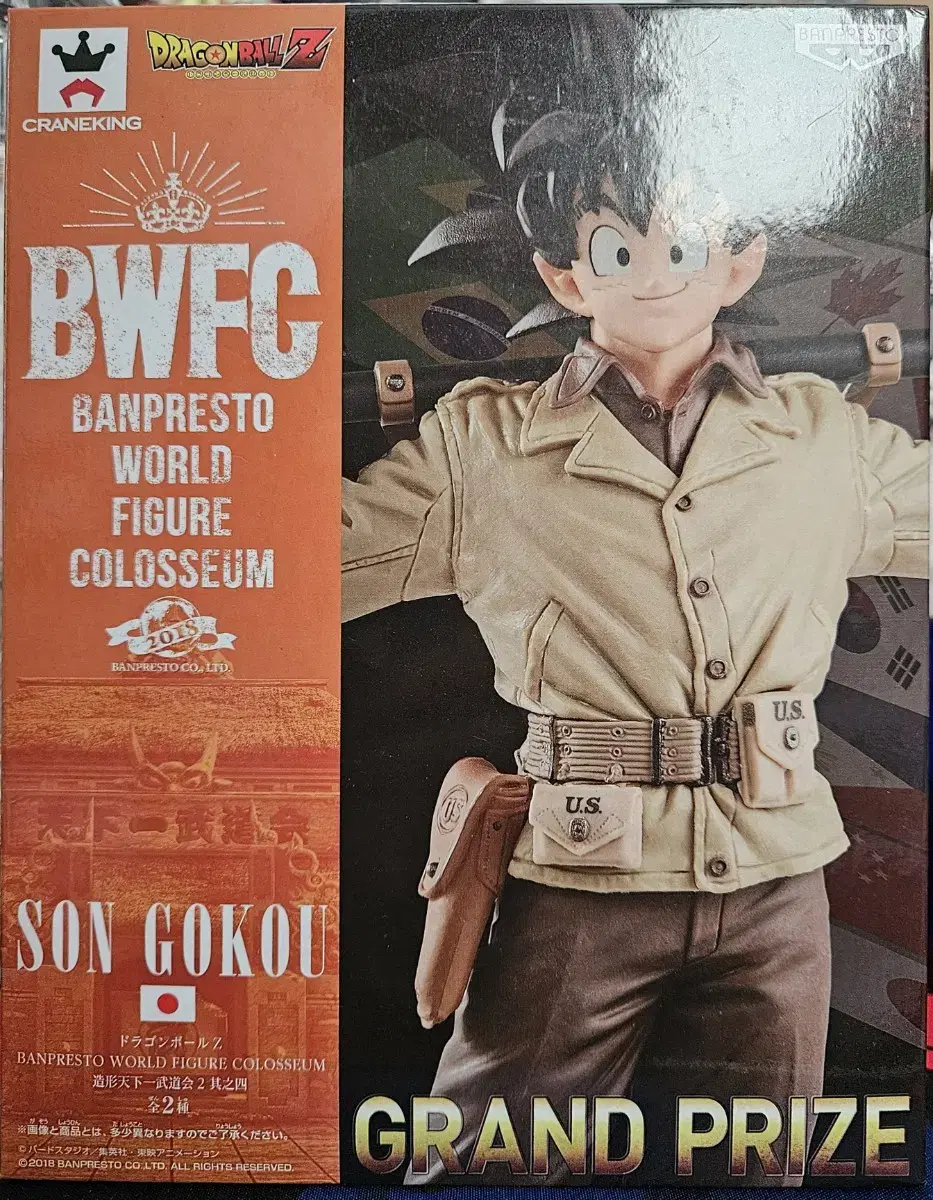 CRANEKING
DRAGONBALL Z
BANPRESTO
BWFC
BANPRESTO
WORLD
FIGURE
COLOSSEUM
2018
BANPRESTO CO., LTD.
U.S.
U.S.
US
天下一武道会
SON GOKOU
ドラゴンボールZ
BANPRESTO WORLD FIGURE COLOSSEUM
造形天下一武道会2 其之四
全2種
※画像と商品とは、多少異なりますのでご了承ください。
©バードスタジオ/集英社・東映アニメーション
©2018 BANPRESTO CO.,LTD. ALL RIGHTS RESERVED.
GRAND PRIZE